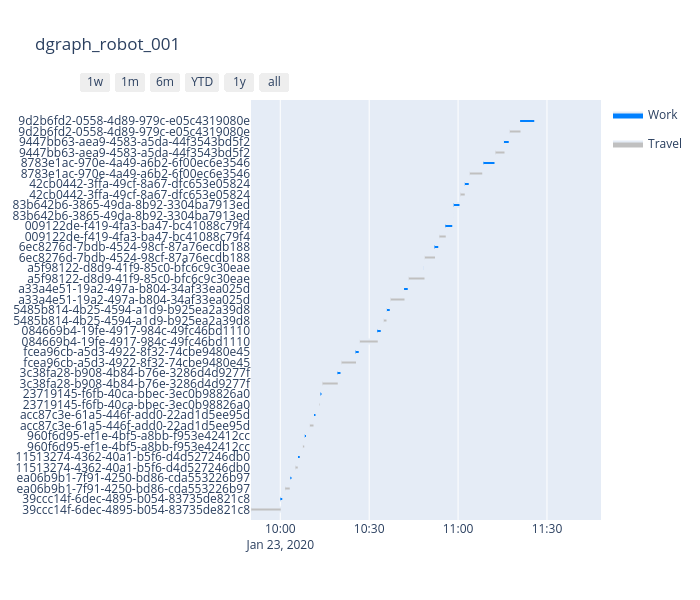 dgraph_robot_001
1w 1m 6m YTD 1y all
Work
Travel
9d2b6fd2-0558-4d89-979c-e05c4319080e
9d2b6fd2-0558-4d89-979c-e05c4319080e
9447bb63-aea9-4583-a5da-44f3543bd5f2
9447bb63-aea9-4583-a5da-44f3543bd5f2
8783e1ac-970e-4a49-a6b2-6f00ec6e3546
8783e1ac-970e-4a49-a6b2-6f00ec6e3546
42cb0442-3ffa-49cf-8a67-dfc653e05824
42cb0442-3ffa-49cf-8a67-dfc653e05824
83b642b6-3865-49da-8b92-3304ba7913ed
83b642b6-3865-49da-8b92-3304ba7913ed
009122de-f419-4fa3-ba47-bc41088c79f4
009122de-f419-4fa3-ba47-bc41088c79f4
6ec8276d-7bdb-4524-98cf-87a76ecdb188
6ec8276d-7bdb-4524-98cf-87a76ecdb188
a5f98122-d8d9-41f9-85c0-bfc6c9c30eae
a5f98122-d8d9-41f9-85c0-bfc6c9c30eae
a33a4e51-19a2-497a-b804-34af33ea025d
a33a4e51-19a2-497a-b804-34af33ea025d
5485b814-4b25-4594-a1d9-b925ea2a39d8
5485b814-4b25-4594-a1d9-b925ea2a39d8
084669b4-19fe-4917-984c-49fc46bd1110
084669b4-19fe-4917-984c-49fc46bd1110
fcea96cb-a5d3-4922-8f32-74cbe9480e45
fcea96cb-a5d3-4922-8f32-74cbe9480e45
3c38fa28-b908-4b84-b76e-3286d4d9277f
3c38fa28-b908-4b84-b76e-3286d4d9277f
23719145-f6fb-40ca-bbec-3ec0b98826a0
23719145-f6fb-40ca-bbec-3ec0b98826a0
acc87c3e-61a5-446f-add0-22ad1d5ee95d
acc87c3e-61a5-446f-add0-22ad1d5ee95d
960f6d95-ef1e-4bf5-a8bb-f953e42412cc
960f6d95-ef1e-4bf5-a8bb-f953e42412cc
11513274-4362-40a1-b5f6-d4d527246db0
11513274-4362-40a1-b5f6-d4d527246db0
ea06b9b1-7f91-4250-bd86-cda553226b97
ea06b9b1-7f91-4250-bd86-cda553226b97
39ccc14f-6dec-4895-b054-83735de821c8
39ccc14f-6dec-4895-b054-83735de821c8
10:00 10:30 11:00 11:30
Jan 23, 2020